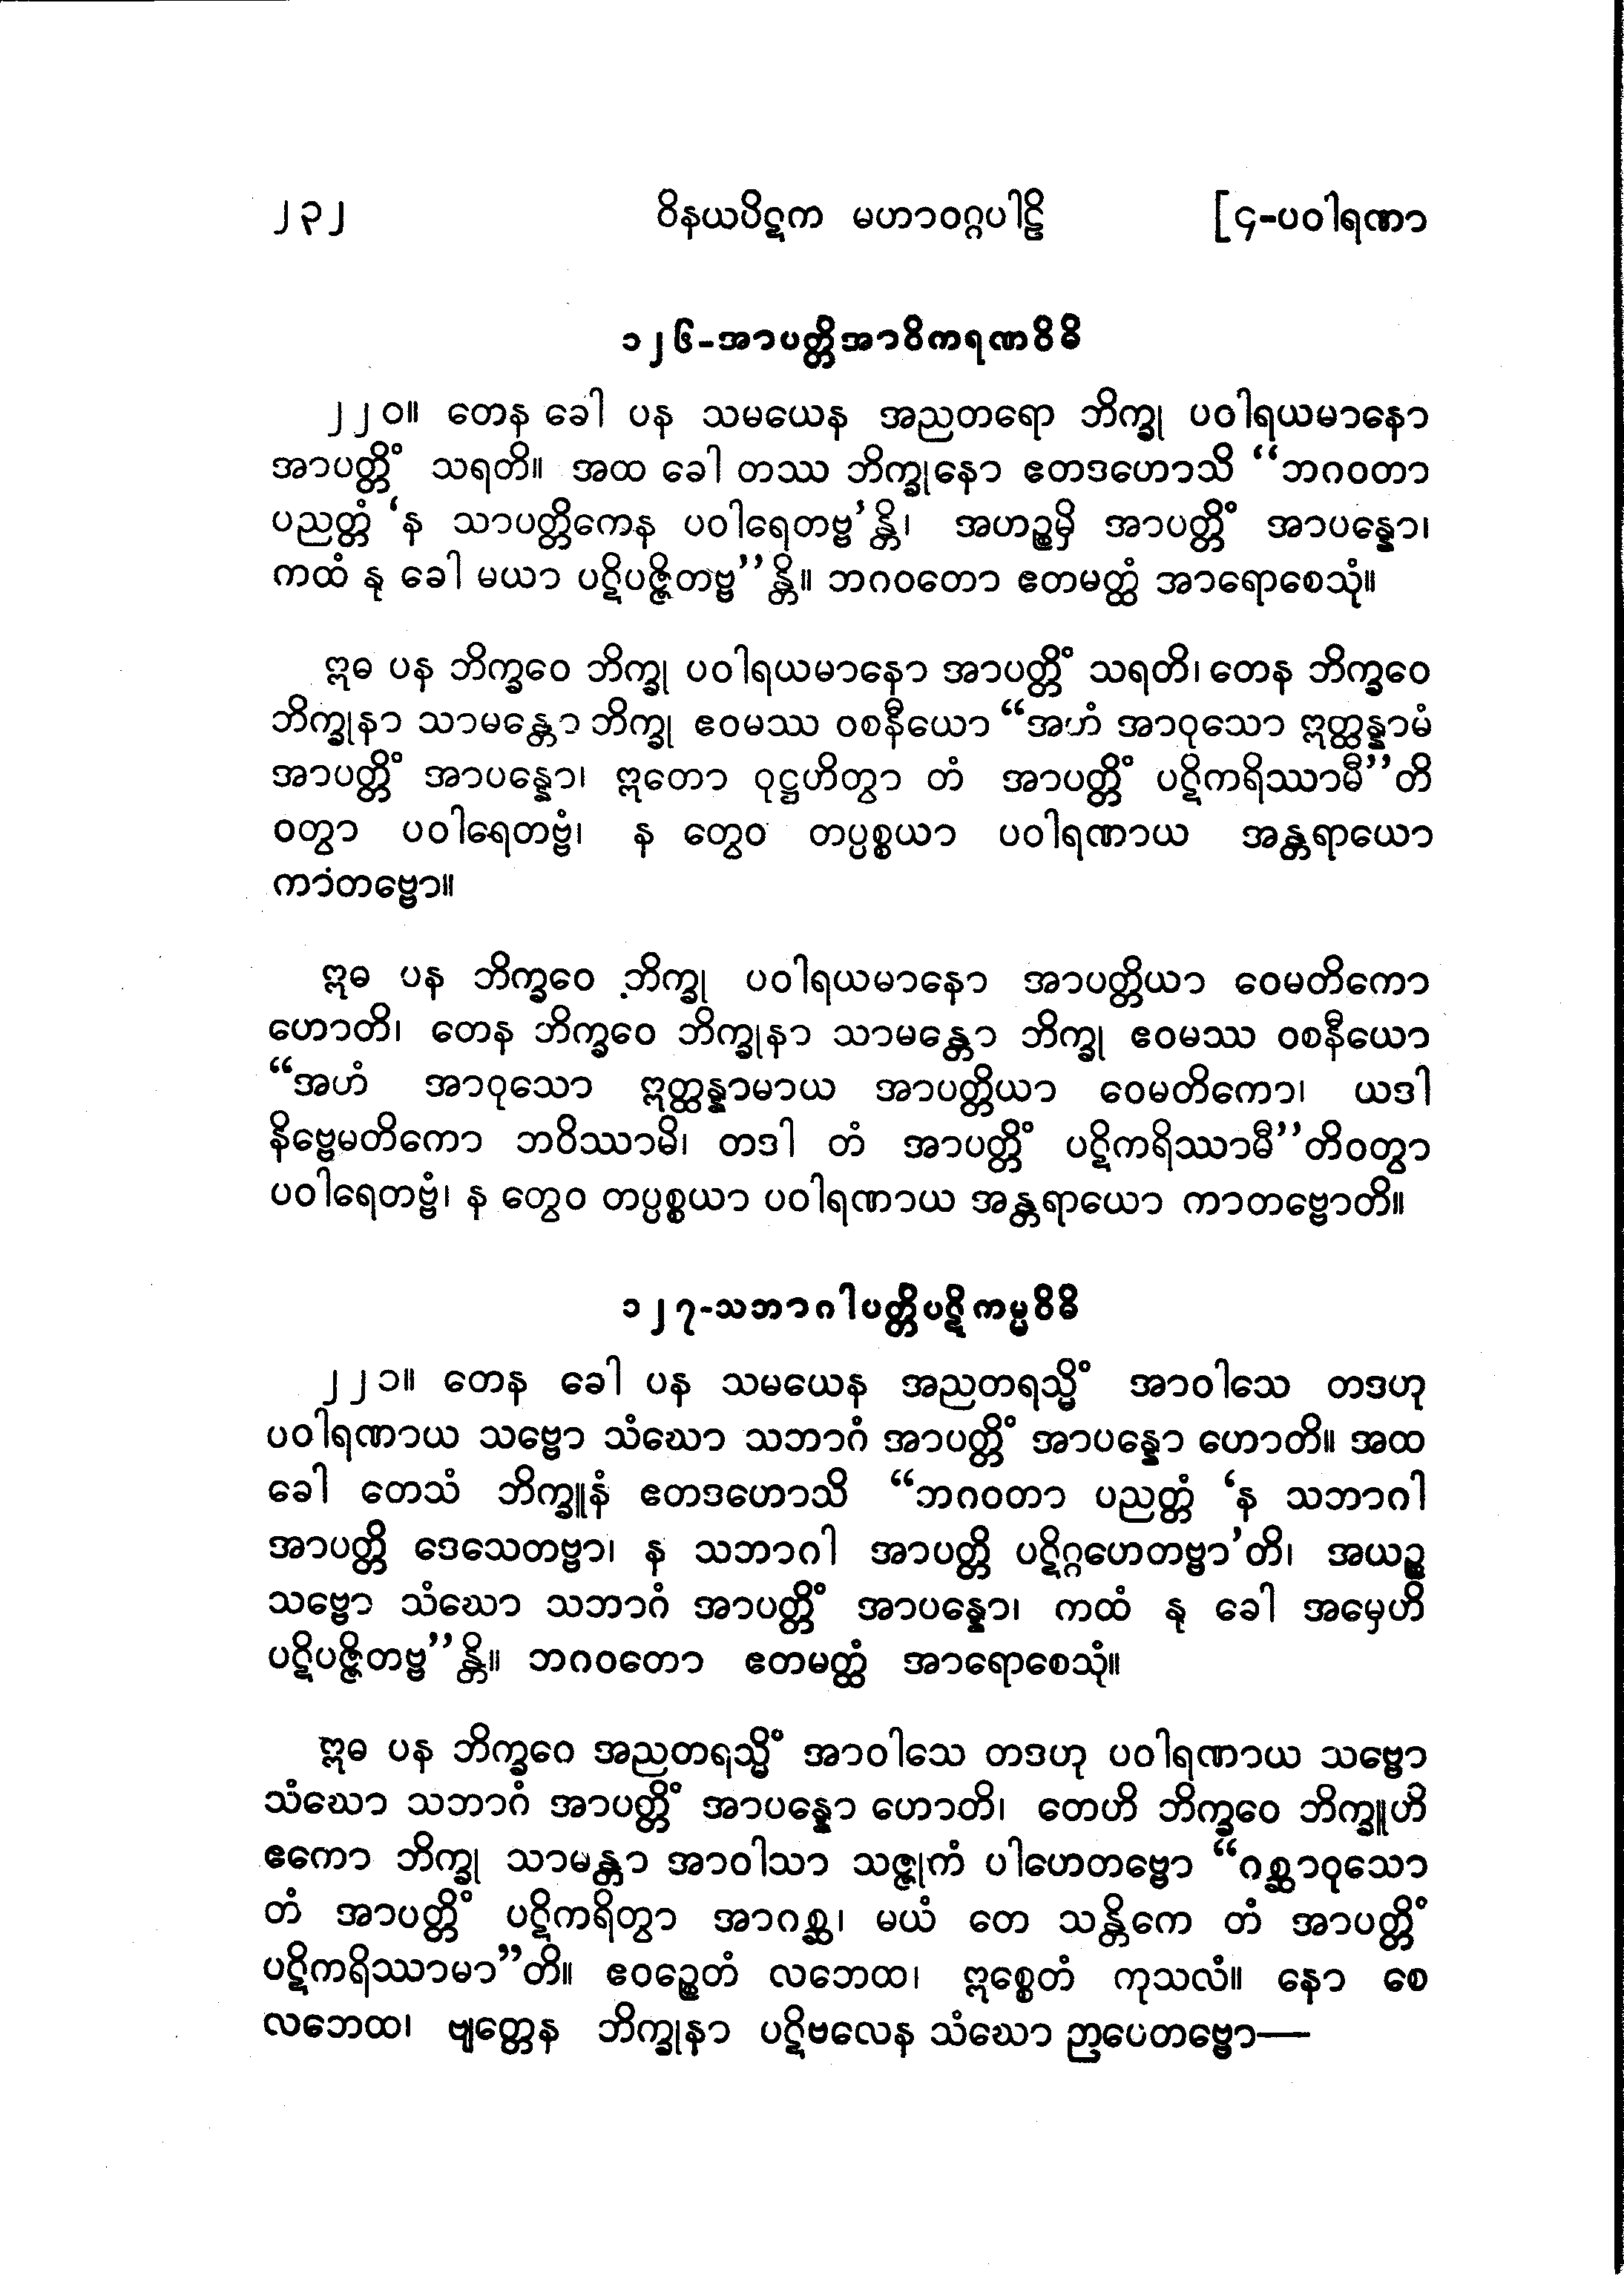 ၂၃၂ ဝိနယပိဋက မဟာဝဂ္ဂပါဠိ [၄-ပဝါရဏာ
၁၂၆-အာပတ္တိအာဝိကရဏဝိဓိ
၂၂၀။ တေန ခေါ ပန သမယေန အညတရော ဘိက္ခု ပဝါရယမာနော
အာပတ္တိံ သရတိ။ အထ ခေါ တဿ ဘိက္ခုနော ဧတဒဟောသိ “ဘဂဝတာ
ပညတ္တံ ‘န သာပတ္တိကေန ပဝါရေတဗ္ဗ’န္တိ၊ အဟဉ္စမှိ အာပတ္တိံ အာပန္နော၊
ကထံ နု ခေါ မယာ ပဋိပဇ္ဇိတဗ္ဗ’’န္တိ။ ဘဂဝတော ဧတမတ္ထံ အာရောစေသုံ။
ဣဓ ပန ဘိက္ခဝေ ဘိက္ခု ပဝါရယမာနော အာပတ္တိံ သရတိ၊ တေန ဘိက္ခဝေ
ဘိက္ခုနာ သာမန္တော ဘိက္ခု ဧဝမဿ ဝစနီယော “အဟံ အာဝုသော ဣတ္ထန္နာမံ
အာပတ္တိံ အာပန္နော၊ ဣတော ဝုဋ္ဌဟိတွာ တံ အာပတ္တိံ ပဋိကရိဿာမီ’’တိ
ဝတွာ ပဝါရေတဗ္ဗံ၊ န တွေဝ တပ္ပစ္စယာ ပဝါရဏာယ အန္တရာယော
ကာတဗ္ဗော။
ဣဓ ပန ဘိက္ခဝေ ဘိက္ခု ပဝါရယမာနော အာပတ္တိယာ ဝေမတိကော
ဟောတိ၊ တေန ဘိက္ခဝေ ဘိက္ခုနာ သာမန္တော ဘိက္ခု ဧဝမဿ ဝစနီယော
“အဟံ အာဝုသော ဣတ္ထန္နာမာယ အာပတ္တိယာ ဝေမတိကော၊ ယဒါ
နိဗ္ဗေမတိကော ဘဝိဿာမိ၊ တဒါ တံ အာပတ္တိံ ပဋိကရိဿာမီ’’တိဝတွာ
ပဝါရေတဗ္ဗံ၊ န တွေဝ တပ္ပစ္စယာ ပဝါရဏာယ အန္တရာယော ကာတဗ္ဗောတိ။
၁၂၇-သဘာဂါပတ္တိပဋိကမ္မဝိဓိ
၂၂၁။ တေန ခေါ ပန သမယေန အညတရသ္မိံ အာဝါသေ တဒဟု
ပဝါရဏာယ သဗ္ဗော သံဃော သဘာဂံ အာပတ္တိံ အာပန္နော ဟောတိ။ အထ
ခေါ တေသံ ဘိက္ခူနံ ဧတဒဟောသိ “ဘဂဝတာ ပညတ္တံ ‘န သဘာဂါ
အာပတ္တိ ဒေသေတဗ္ဗာ၊ န သဘာဂါ အာပတ္တိ ပဋိဂ္ဂဟေတဗ္ဗာ’တိ၊ အယဉ္စ
သဗ္ဗော သံဃော သဘာဂံ အာပတ္တိံ အာပန္နော၊ ကထံ နု ခေါ အမှေဟိ
ပဋိပဇ္ဇိတဗ္ဗ’’န္တိ။ ဘဂဝတော ဧတမတ္ထံ အာရောစေသုံ။
ဣဓ ပန ဘိက္ခဝေ အညတရသ္မိံ အာဝါသေ တဒဟု ပဝါရဏာယ သဗ္ဗော
သံဃော သဘာဂံ အာပတ္တိံ အာပန္နော ဟောတိ၊ တေဟိ ဘိက္ခဝေ ဘိက္ခူဟိ
ဧကော ဘိက္ခု သာမန္တာ အာဝါသာ သဇ္ဇုကံ ပါဟေတဗ္ဗော “ဂစ္ဆာဝုသော
တံ အာပတ္တိံ ပဋိကရိတွာ အာဂစ္ဆ၊ မယံ တေ သန္တိကေ တံ အာပတ္တိံ
ပဋိကရိဿာမာ”တိ။ ဧဝဉ္စေတံ လဘေထ၊ ဣစ္စေတံ ကုသလံ။ နော စေ
လဘေထ၊ ဗျတ္တေန ဘိက္ခုနာ ပဋိဗလေန သံဃော ဉာပေတဗ္ဗော—